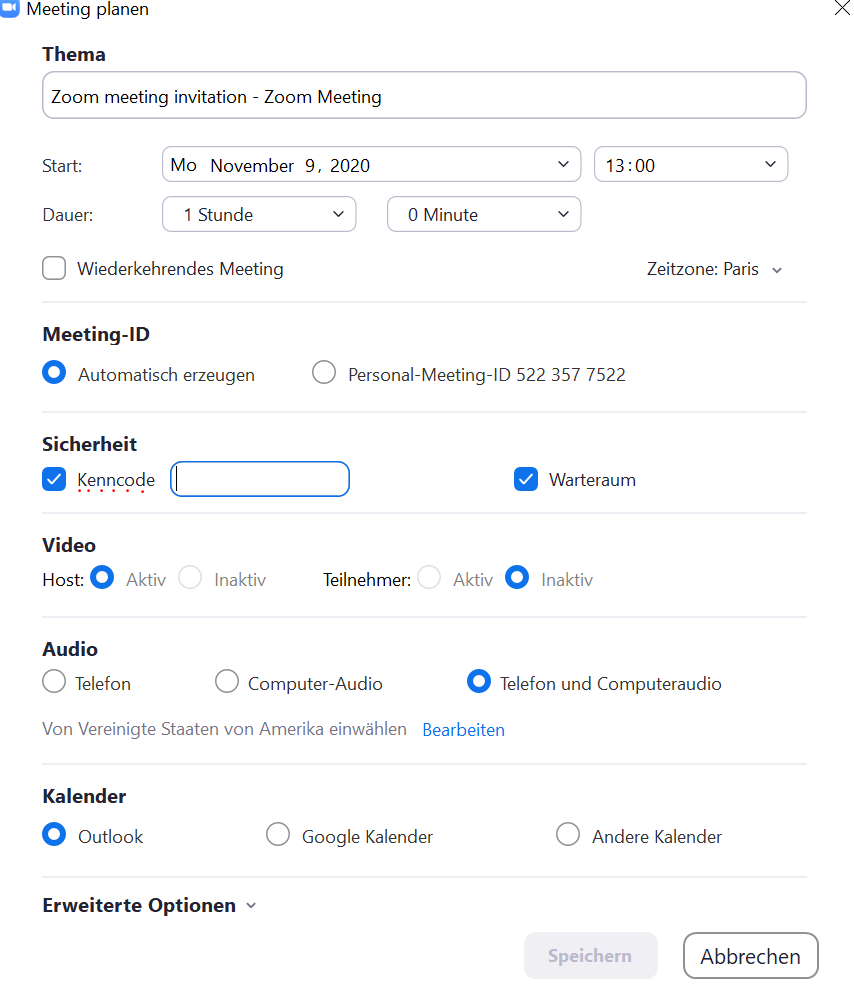 Meeting planen
Thema
Zoom meeting invitation - Zoom Meeting
Start: Mo November 9, 2020 13:00
Dauer: 1 Stunde 0 Minute
Wiederkehrendes Meeting Zeitzone: Paris
Meeting-ID
Automatisch erzeugen Personal-Meeting-ID 522 357 7522
Sicherheit
Kenncode Warteraum
Video
Host: Aktiv Inaktiv Teilnehmer: Aktiv Inaktiv
Audio
Telefon Computer-Audio Telefon und Computeraudio
Von Vereinigte Staaten von Amerika einwählen Bearbeiten
Kalender
Outlook Google Kalender Andere Kalender
Erweiterte Optionen
Speichern Abbrechen